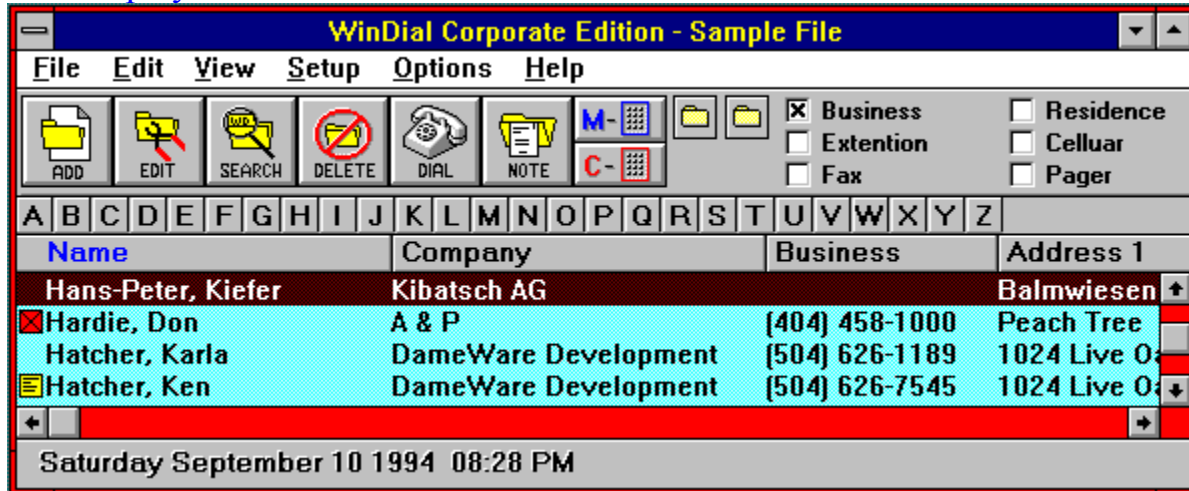 WinDial Corporate Edition - Sample File
File Edit View Setup Options Help
ADD EDIT SEARCH DELETE DIAL NOTE M- C-
Business Residence
Extention Celluar
Fax Pager
A B C D E F G H I J K L M N O P Q R S T U V W X Y Z
Name Company Business Address 1
Hans-Peter, Kiefer Kibatsch AG Balmwiesen
Hardie, Don A & P (404) 458-1000 Peach Tree
Hatcher, Karla DameWare Development (504) 626-1189 1024 Live
Hatcher, Ken DameWare Development (504) 626-7545 1024 Live
Saturday September 10 1994 08:28 PM